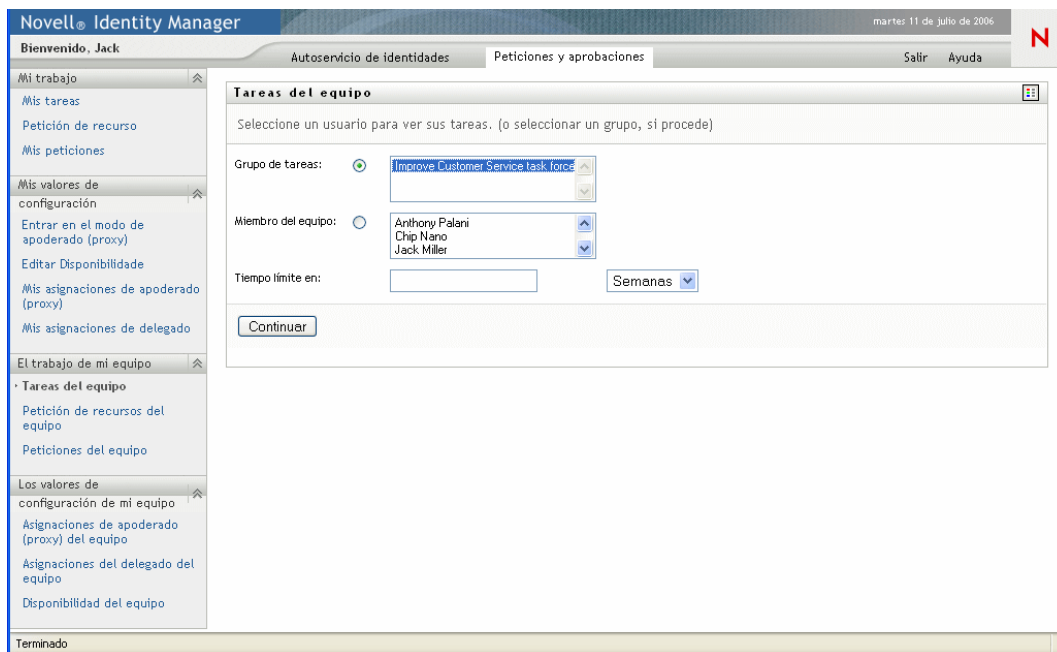 Novell® Identity Manager
martes 11 de julio de 2006
N
Bienvenido, Jack
Autoservicio de identidades
Peticiones y aprobaciones
Salir
Ayuda
Mi trabajo
Mis tareas
Petición de recurso
Mis peticiones
Mis valores de
configuración
Entrar en el modo de
apoderado (proxy)
Editar Disponibilidade
Mis asignaciones de apoderado
(proxy)
Mis asignaciones de delegado
El trabajo de mi equipo
Tareas del equipo
Petición de recursos del
equipo
Peticiones del equipo
Los valores de
configuración de mi equipo
Asignaciones de apoderado
(proxy) del equipo
Asignaciones del delegado del
equipo
Disponibilidad del equipo
Tareas del equipo
Seleccione un usuario para ver sus tareas. (o seleccionar un grupo, si procede)
Grupo de tareas:
Improve Customer Service task force
Miembro del equipo:
Anthony Palani
Chip Nano
Jack Miller
Tiempo límite en:
Semanas
Continuar
Terminado